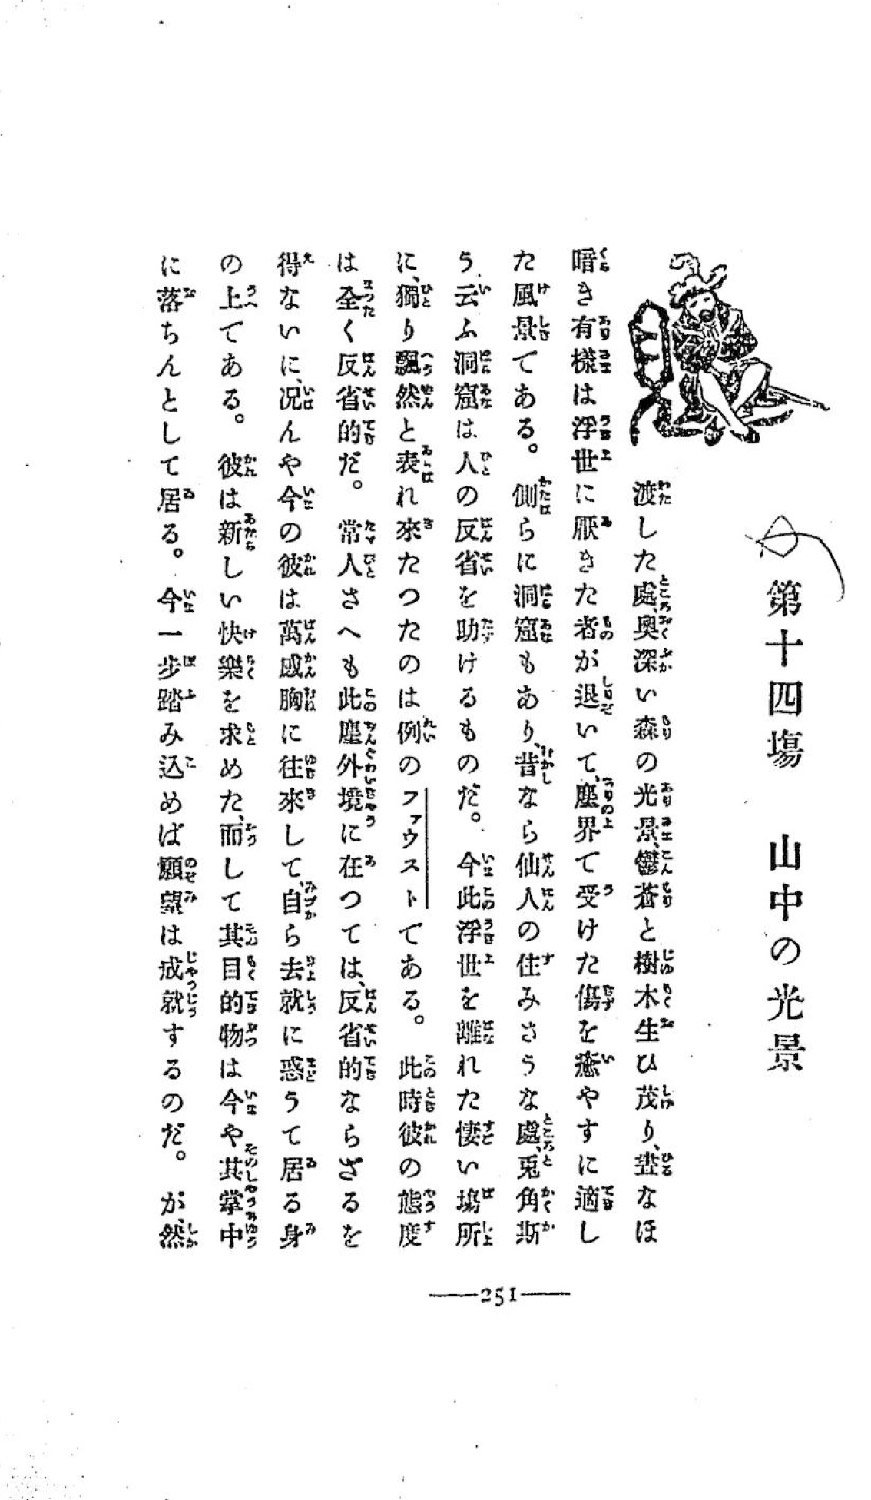 第十四塲　山中の光景
渡した處、奥深い森の光景、鬱蒼と樹木生ひ茂り、晝なほ
暗き有樣は浮世に厭きた者が退いて、塵界で受けた傷を癒やすに適し
た風景である。側らに洞窟もあり、昔なら仙人の住みさうな處、兎角斯
う云ふ洞窟は人の反省を助けるものだ。今此浮世を離れた悽い塲所
に、獨り飄然と表れ來たつたのは例のファウストである。此時彼の態度
は全く反省的だ。常人さへも此塵外境に在つては、反省的ならざるを
得ないに、况んや今の彼は萬感胸に往來して、自ら去就に惑うて居る身
の上である。彼は新しい快樂を求めた、而して其目的物は今や其掌中
に落ちんとして居る。今一步踏み込めば願望は成就するのだ。が、然
251